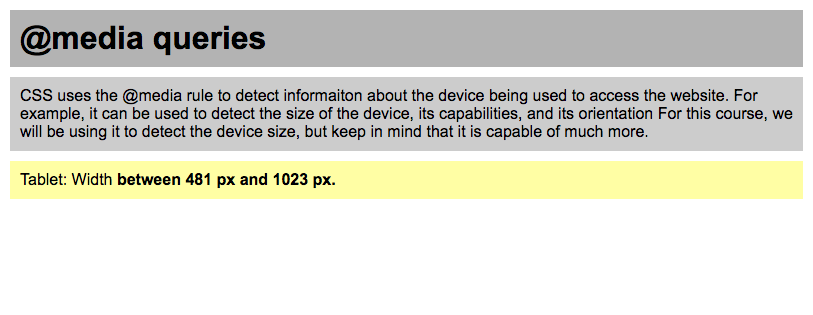 @media queries
CSS uses the @media rule to detect informaiton about the device being used to access the website. For
example, it can be used to detect the size of the device, its capabilities, and its orientation For this course, we
will be using it to detect the device size, but keep in mind that it is capable of much more.
Tablet: Width between 481 px and 1023 px.